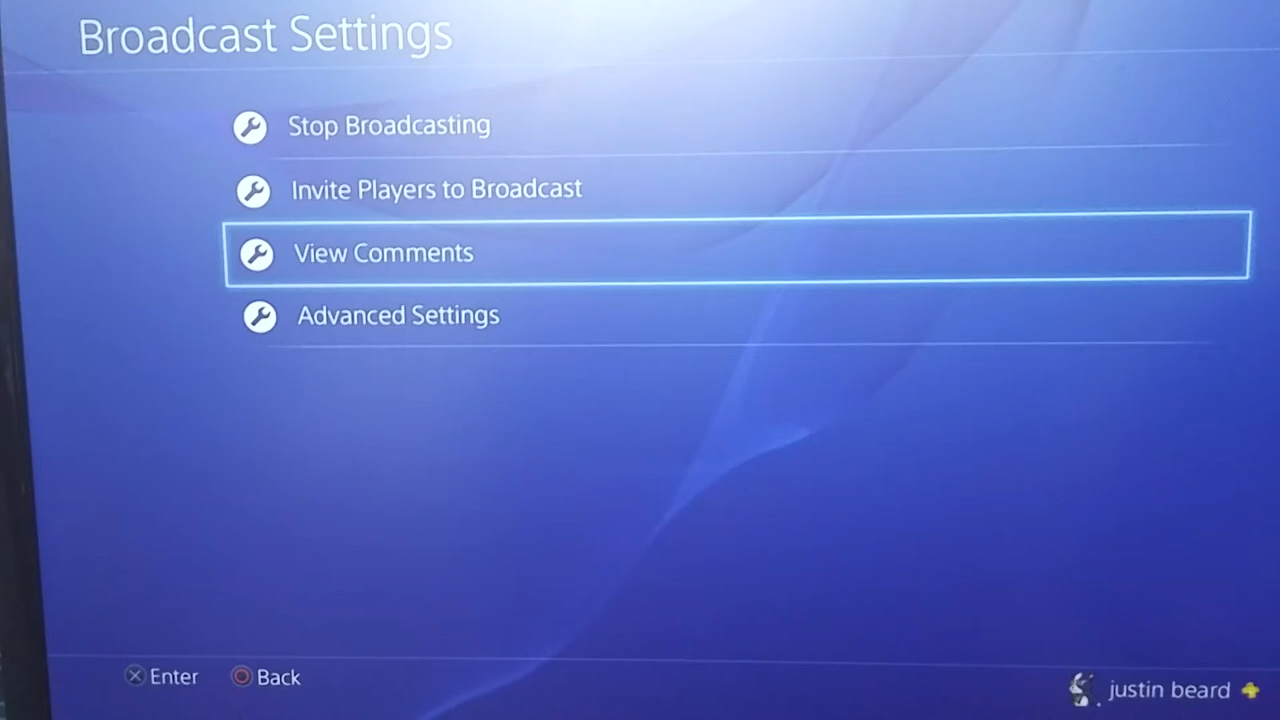 Broadcast Settings
Stop Broadcasting
Invite Players to Broadcast
View Comments
Advanced Settings
Enter Back
justin beard